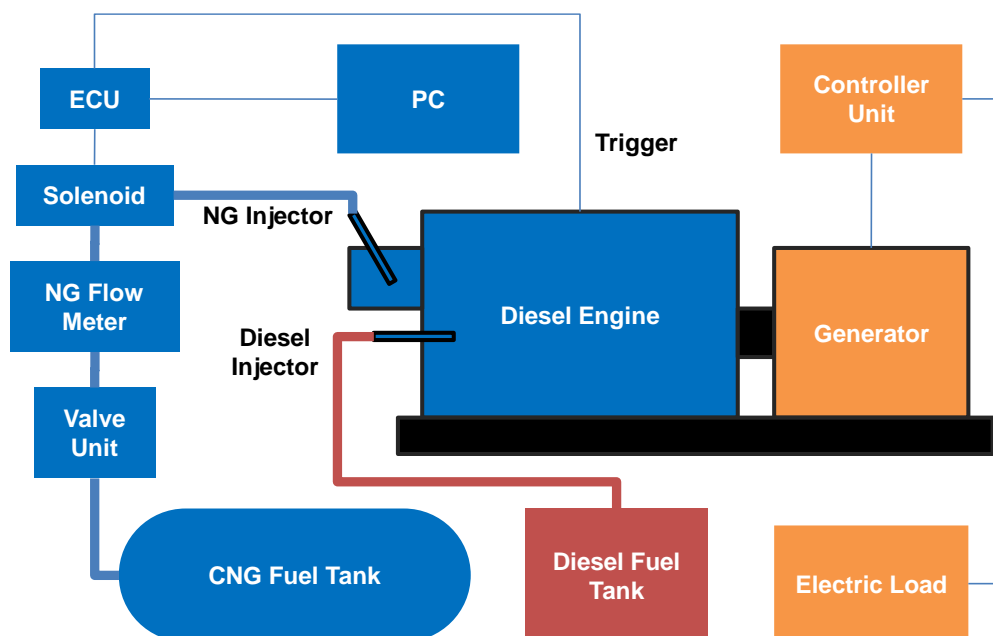 ECU
PC
Controller
Unit
Trigger
Solenoid
NG Injector
NG Flow
Meter
Diesel Engine
Generator
Diesel
Injector
Valve
Unit
CNG Fuel Tank
Diesel Fuel
Tank
Electric Load